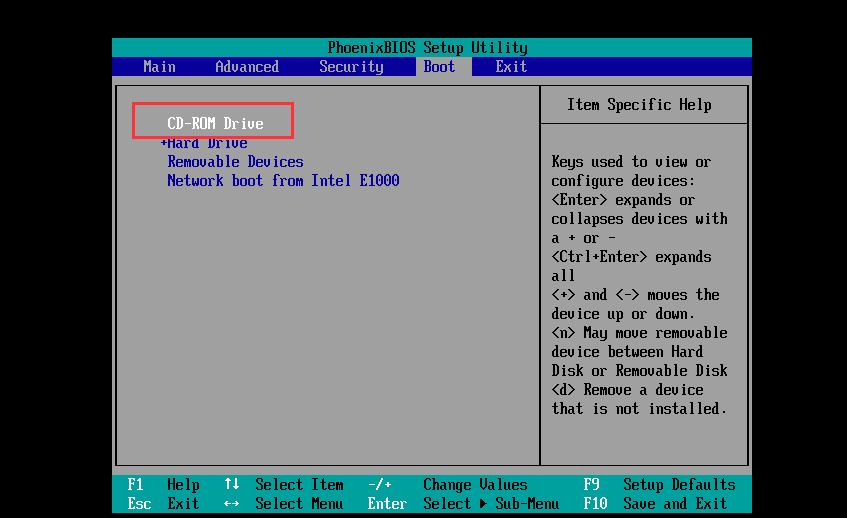 PhoenixBIOS Setup Utility
Main Advanced Security Boot Exit
CD-ROM Drive
+Hard Drive
Removable Devices
Network boot from Intel E1000
Item Specific Help
Keys used to view or
configure devices:
<Enter> expands or
collapses devices with
a + or -
<Ctrl+Enter> expands
all
<+> and <-> moves the
device up or down.
<n> May move removable
device between Hard
Disk or Removable Disk
<d> Remove a device
that is not installed.
F1 Help ↑↓ Select Item -/+ Change Values F9 Setup Defaults
Esc Exit ↔ Select Menu Enter Select ▶ Sub-Menu F10 Save and Exit